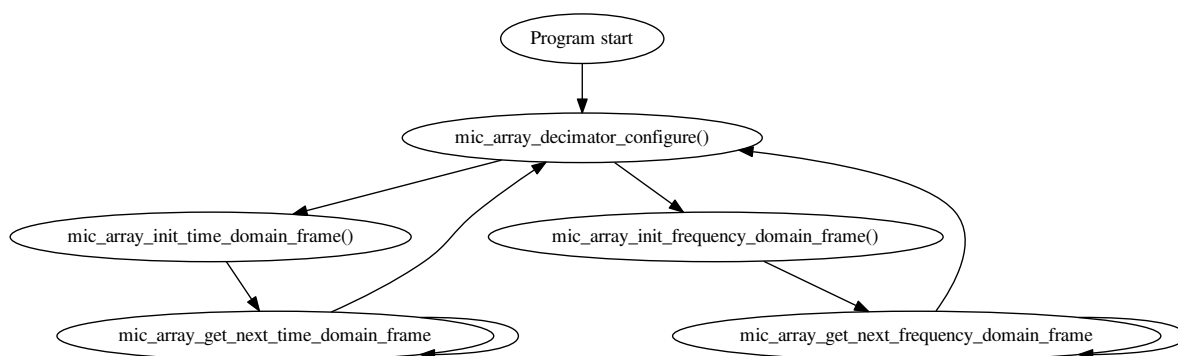 Program start
mic_array_decimator_configure()
mic_array_init_time_domain_frame()
mic_array_init_frequency_domain_frame()
mic_array_get_next_time_domain_frame
mic_array_get_next_frequency_domain_frame